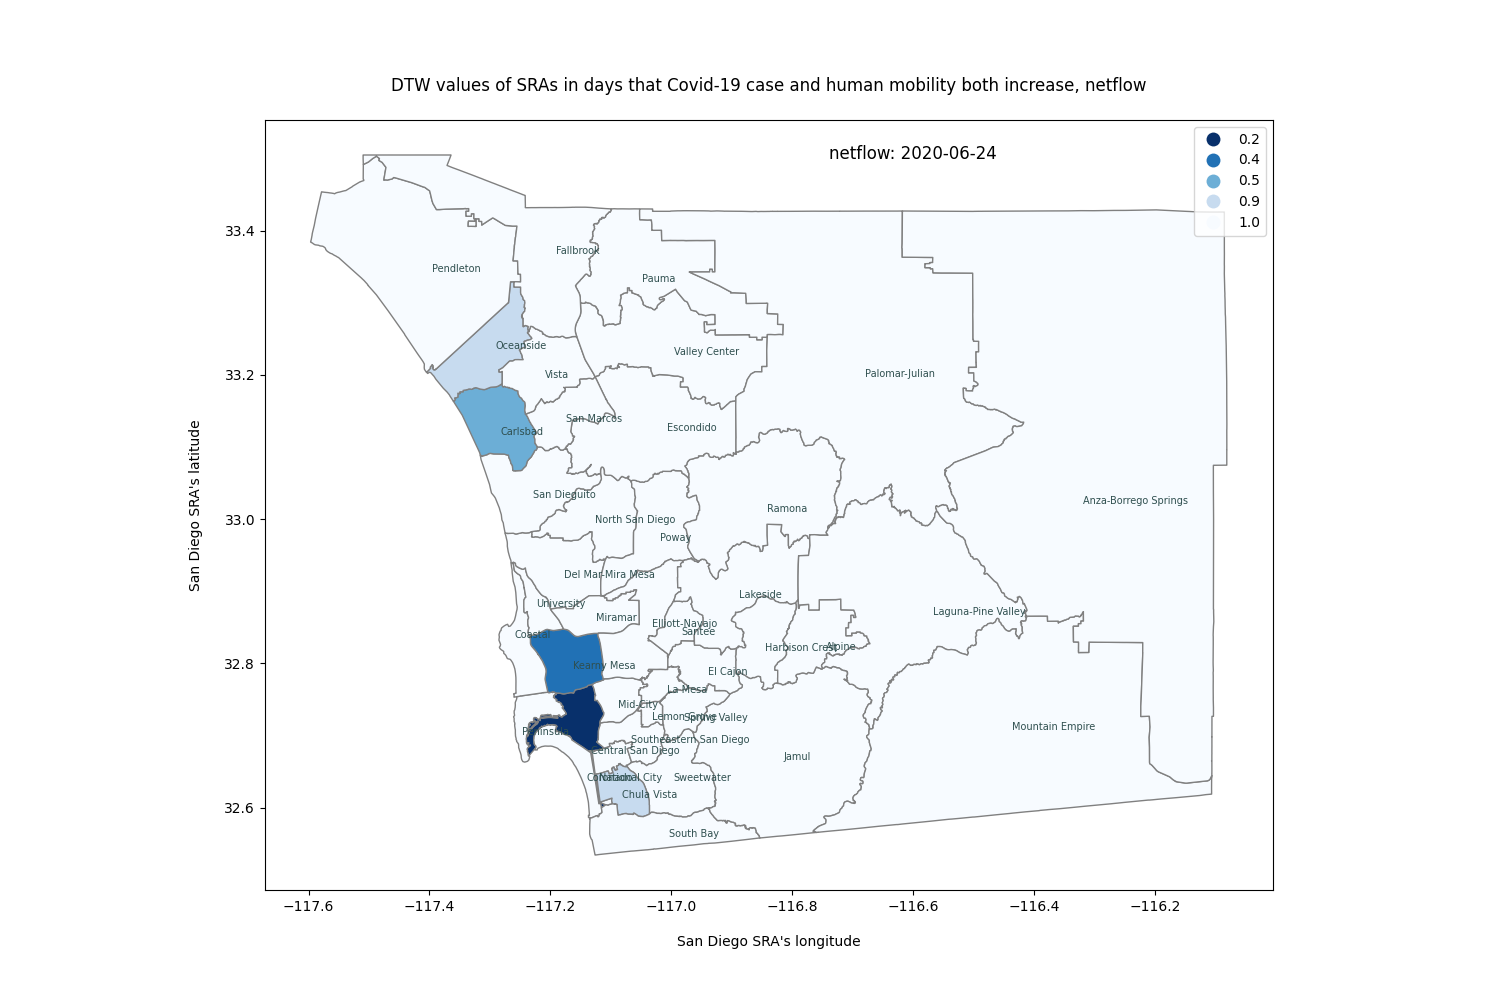 DTW values of SRAs in days that Covid-19 case and human mobility both increase, netflow
netflow: 2020-06-24
0.2
0.4
0.5
0.9
1.0
San Diego SRA's latitude
33.4
33.2
33.0
32.8
32.6
Fallbrook
Pendleton
Pauma
Oceanside
Valley Center
Vista
Palomar-Julian
San Marcos
Escondido
Carlsbad
San Dieguito
Anza-Borrego Springs
Ramona
North San Diego
Poway
Del Mar-Mira Mesa
Lakeside
University
Laguna-Pine Valley
Miramar
Elliott-Navajo
Santee
Coastal
Harbison Crest
Alpine
Kearny Mesa
El Cajon
La Mesa
Mid-City
Lemon Grove
Spring Valley
Mountain Empire
Peninsula
Southeastern San Diego
Central San Diego
Jamul
Coronado
National City
Sweetwater
Chula Vista
South Bay
−117.6
−117.4
−117.2
−117.0
−116.8
−116.6
−116.4
−116.2
San Diego SRA's longitude